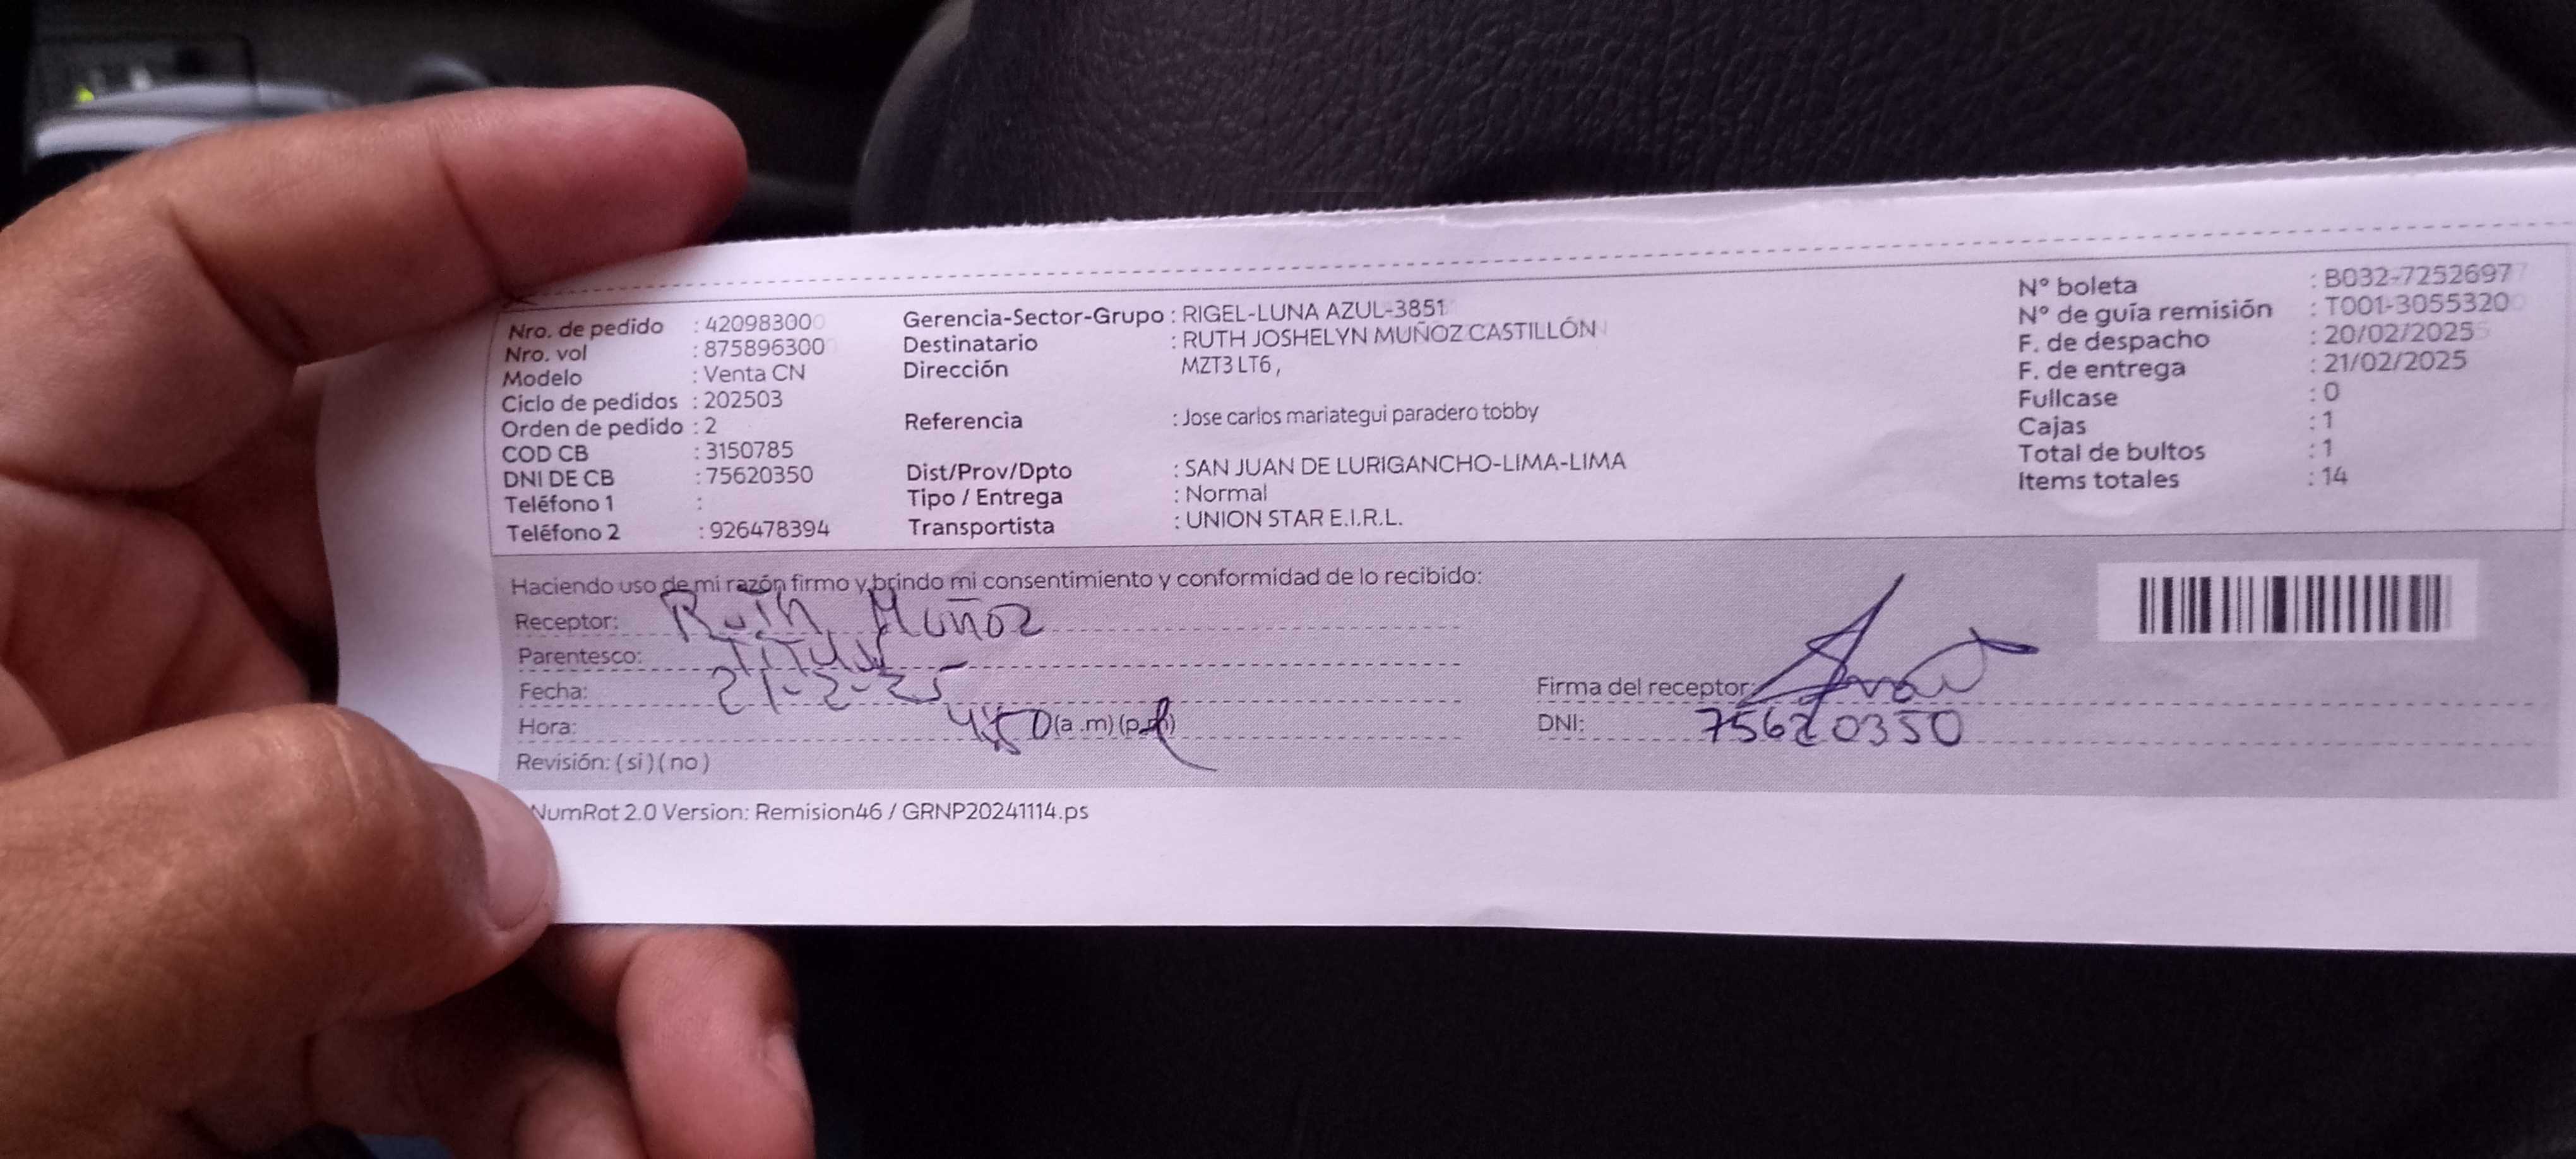 Nro. de pedido : 420983000
Nro. vol : 875896300
Modelo : Venta CN
Ciclo de pedidos : 202503
Orden de pedido : 2
COD CB : 3150785
DNI DE CB : 75620350
Teléfono 1 :
Teléfono 2 : 926478394
Gerencia-Sector-Grupo : RIGEL-LUNA AZUL-3851
Destinatario : RUTH JOSHELYN MUÑOZ CASTILLÓN
Dirección MZT3 LT6 ,
Referencia : Jose carlos mariategui paradero tobby
Dist/Prov/Dpto : SAN JUAN DE LURIGANCHO-LIMA-LIMA
Tipo / Entrega : Normal
Transportista : UNION STAR E.I.R.L.
N° boleta : B032-7252697
N° de guía remisión : T001-3055320
F. de despacho : 20/02/2025
F. de entrega : 21/02/2025
Fullcase : 0
Cajas : 1
Total de bultos : 1
Items totales : 14
Haciendo uso de mi razón firmo y brindo mi consentimiento y conformidad de lo recibido:
Receptor: Ruth Muñoz
Parentesco:
Fecha: 21-2-25
Hora: (a .m) (p.m)
Revisión: ( si ) ( no )
Firma del receptor:
DNI: 75620350
NumRot 2.0 Version: Remision46 / GRNP20241114.ps